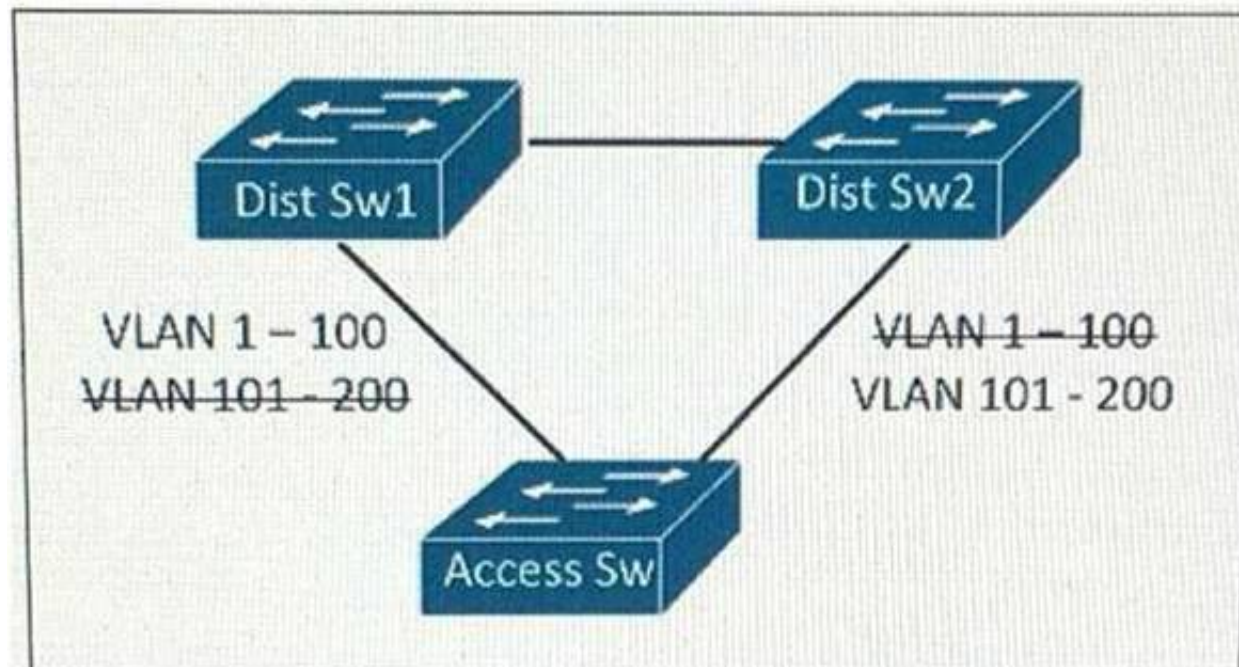 Dist Sw1
Dist Sw2
VLAN 1 – 100
VLAN 101 - 200
VLAN 1 – 100
VLAN 101 - 200
Access Sw